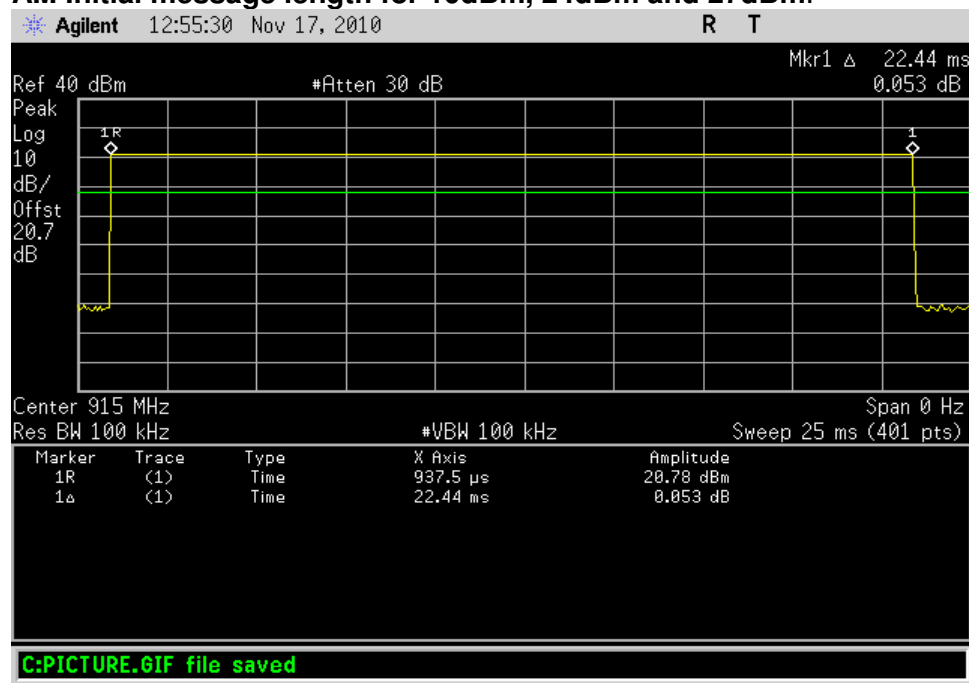 AM Initial message length for 10dBm, 24dBm and 27dBm.
Agilent 12:55:30 Nov 17, 2010 R T
Mkr1 Δ 22.44 ms
Ref 40 dBm #Atten 30 dB 0.053 dB
Peak
Log
10
dB/
Offst
20.7
dB
1R
1
Center 915 MHz Span 0 Hz
Res BW 100 kHz #VBW 100 kHz Sweep 25 ms (401 pts)
Marker Trace Type X Axis Amplitude
1R (1) Time 937.5 µs 20.78 dBm
1Δ (1) Time 22.44 ms 0.053 dB
C:PICTURE.GIF file saved